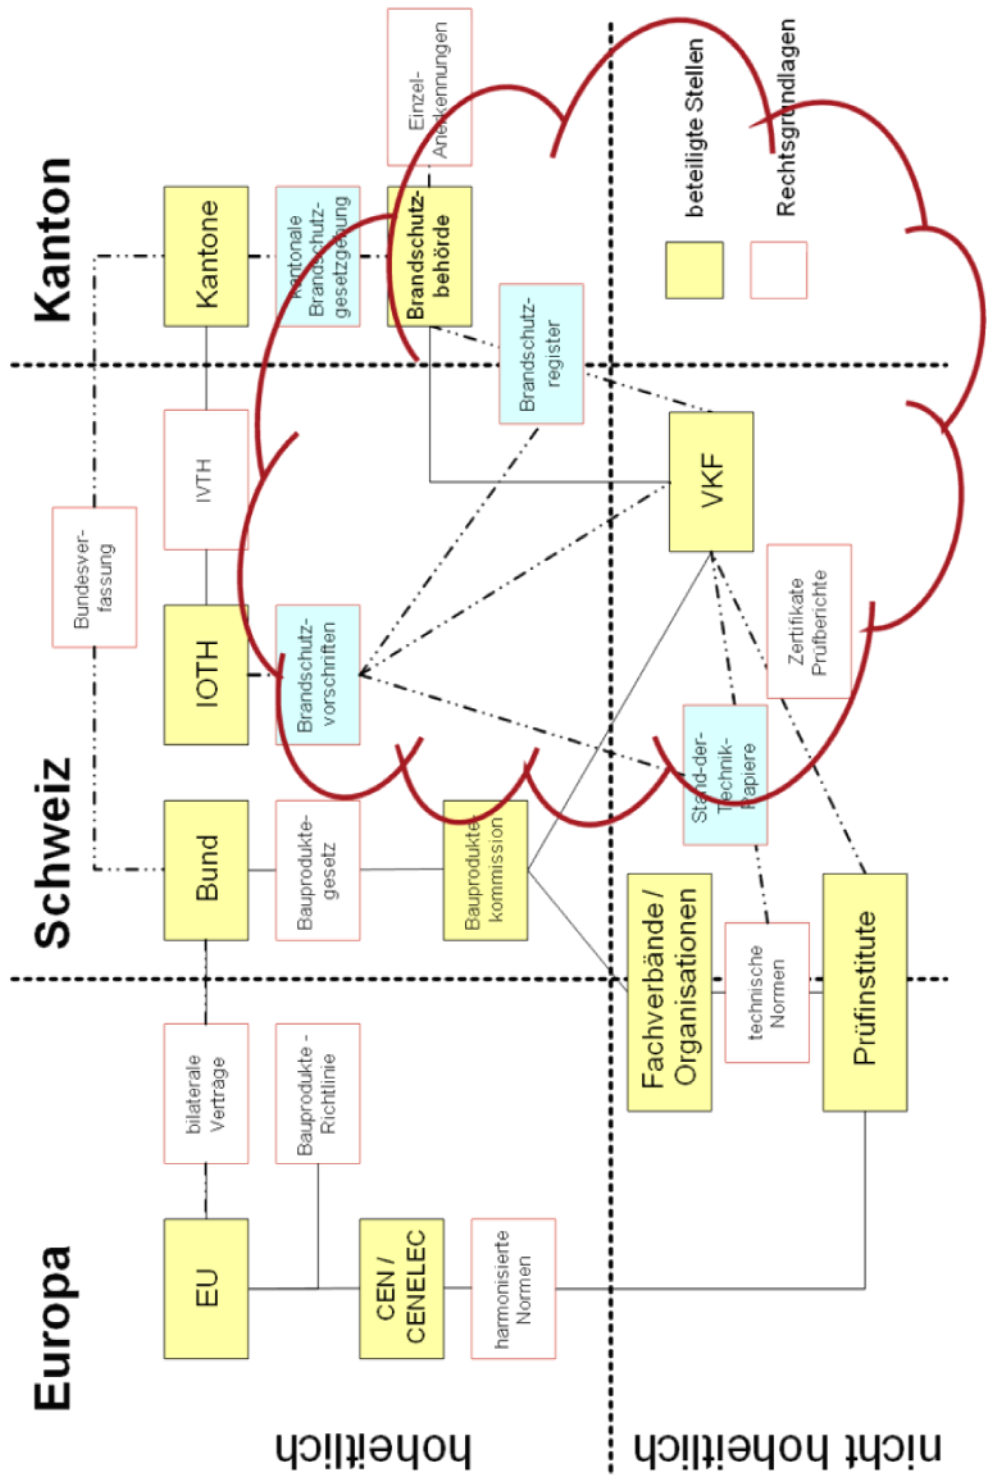 Europa
Schweiz
Kanton
hoheitlich
nicht hoheitlich
Bundesver-
fassung
EU
bilaterale
Verträge
Bund
IOTH
IVTH
Kantone
Bauprodukte -
Richtlinie
Bauprodukte-
gesetz
Brandschutz-
vorschriften
kantonale
Brandschutz-
gesetzgebung
CEN /
CENELEC
Brandschutz-
behörde
Einzel-
Anerkennungen
harmonisierte
Normen
Bauprodukte-
kommission
Brandschutz-
register
Fachverbände /
Organisationen
VKF
beteiligte Stellen
Stand-der-
Technik-
Papiere
technische
Normen
Zertifikate
Prüfberichte
Rechtsgrundlagen
Prüfinstitute